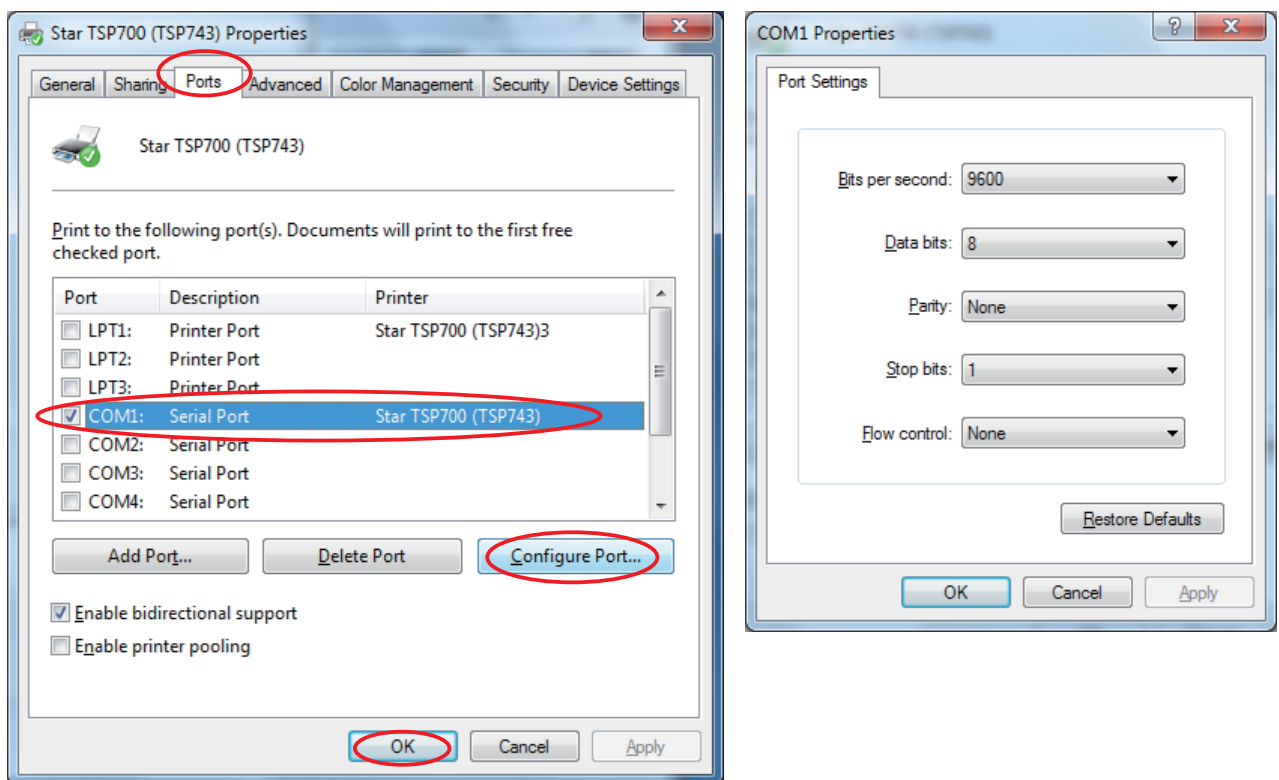 Star TSP700 (TSP743) Properties
General Sharing Ports Advanced Color Management Security Device Settings
Star TSP700 (TSP743)
Print to the following port(s). Documents will print to the first free
checked port.
Port Description Printer
LPT1: Printer Port Star TSP700 (TSP743)3
LPT2: Printer Port
LPT3: Printer Port
COM1: Serial Port Star TSP700 (TSP743)
COM2: Serial Port
COM3: Serial Port
COM4: Serial Port
Add Port... Delete Port Configure Port...
Enable bidirectional support
Enable printer pooling
OK Cancel Apply
COM1 Properties
Port Settings
Bits per second: 9600
Data bits: 8
Parity: None
Stop bits: 1
Flow control: None
Restore Defaults
OK Cancel Apply